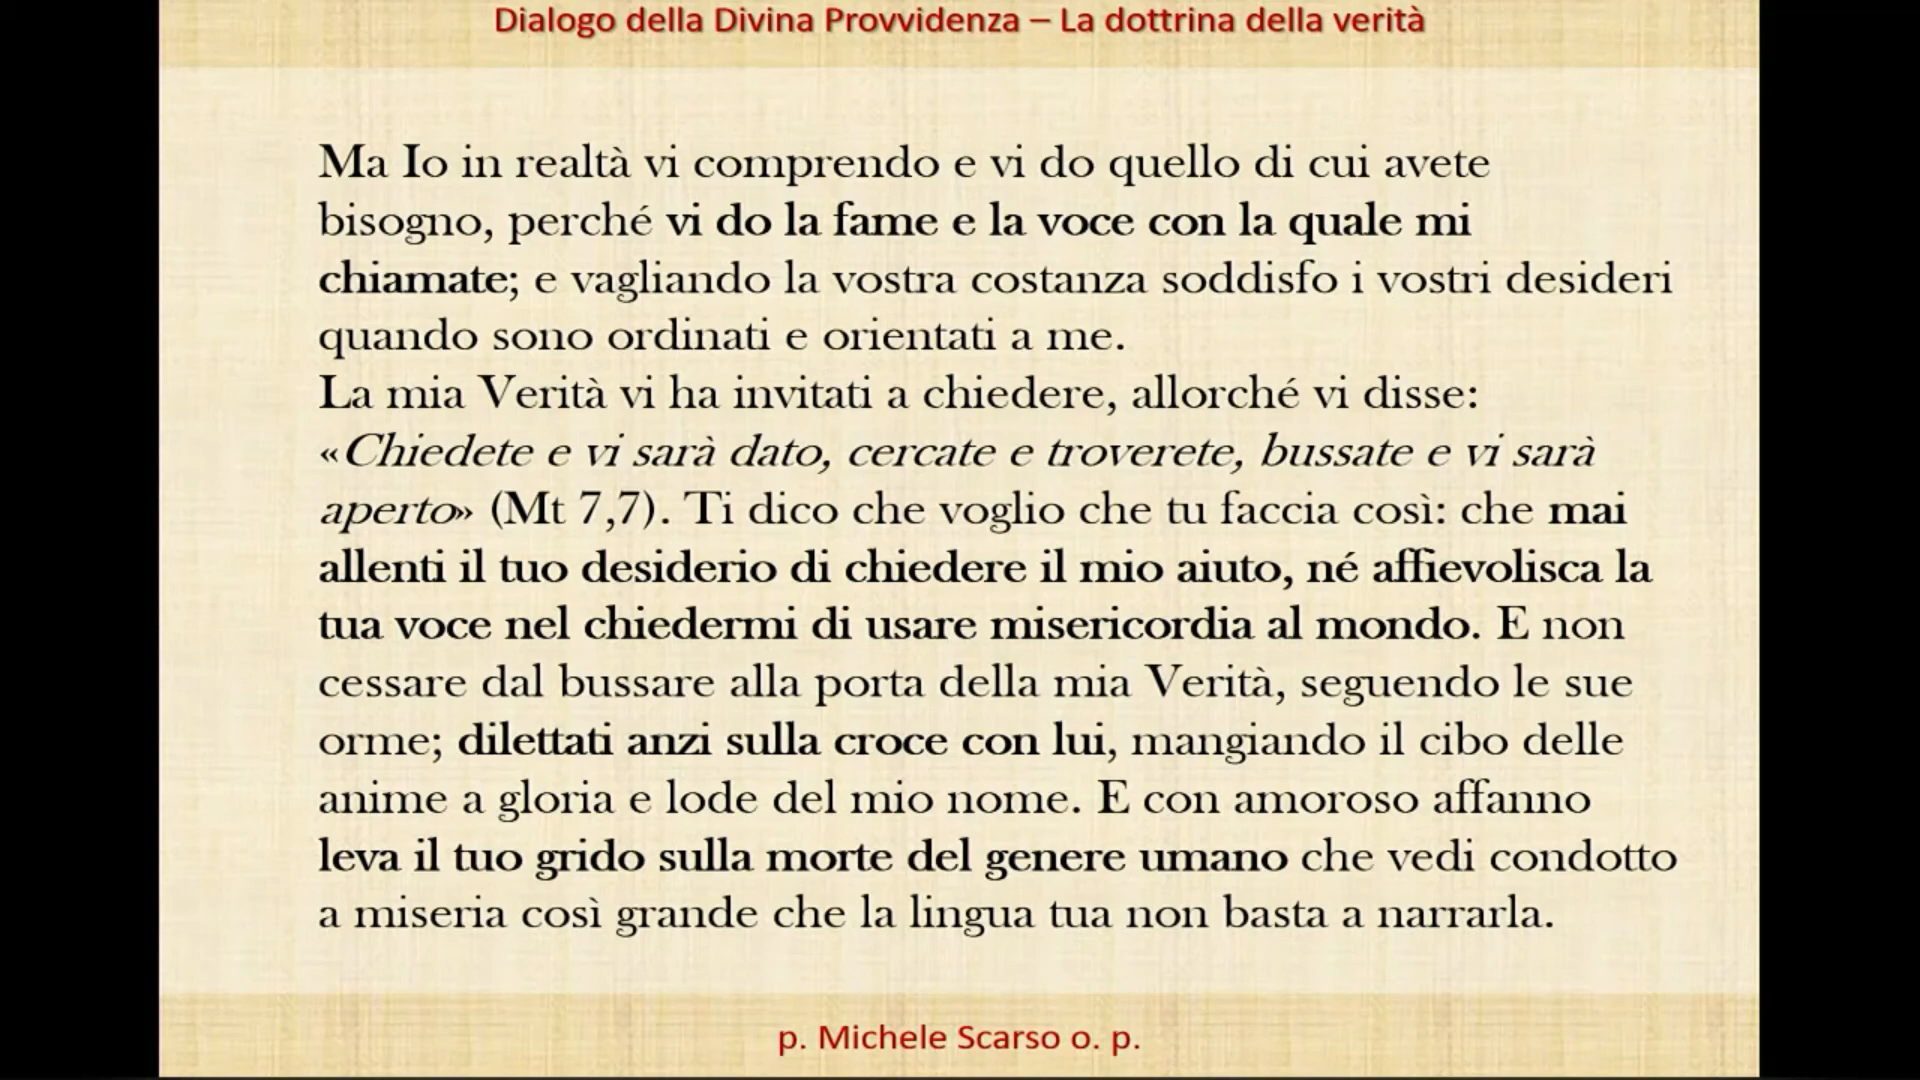 Dialogo della Divina Provvidenza – La dottrina della verità
Ma Io in realtà vi comprendo e vi do quello di cui avete
bisogno, perché vi do la fame e la voce con la quale mi
chiamate; e vagliando la vostra costanza soddisfo i vostri desideri
quando sono ordinati e orientati a me.
La mia Verità vi ha invitati a chiedere, allorché vi disse:
«Chiedete e vi sarà dato, cercate e troverete, bussate e vi sarà
aperto» (Mt 7,7). Ti dico che voglio che tu faccia così: che mai
allenti il tuo desiderio di chiedere il mio aiuto, né affievolisca la
tua voce nel chiedermi di usare misericordia al mondo. E non
cessare dal bussare alla porta della mia Verità, seguendo le sue
orme; dilettati anzi sulla croce con lui, mangiando il cibo delle
anime a gloria e lode del mio nome. E con amoroso affanno
leva il tuo grido sulla morte del genere umano che vedi condotto
a miseria così grande che la lingua tua non basta a narrarla.
p. Michele Scarso o. p.